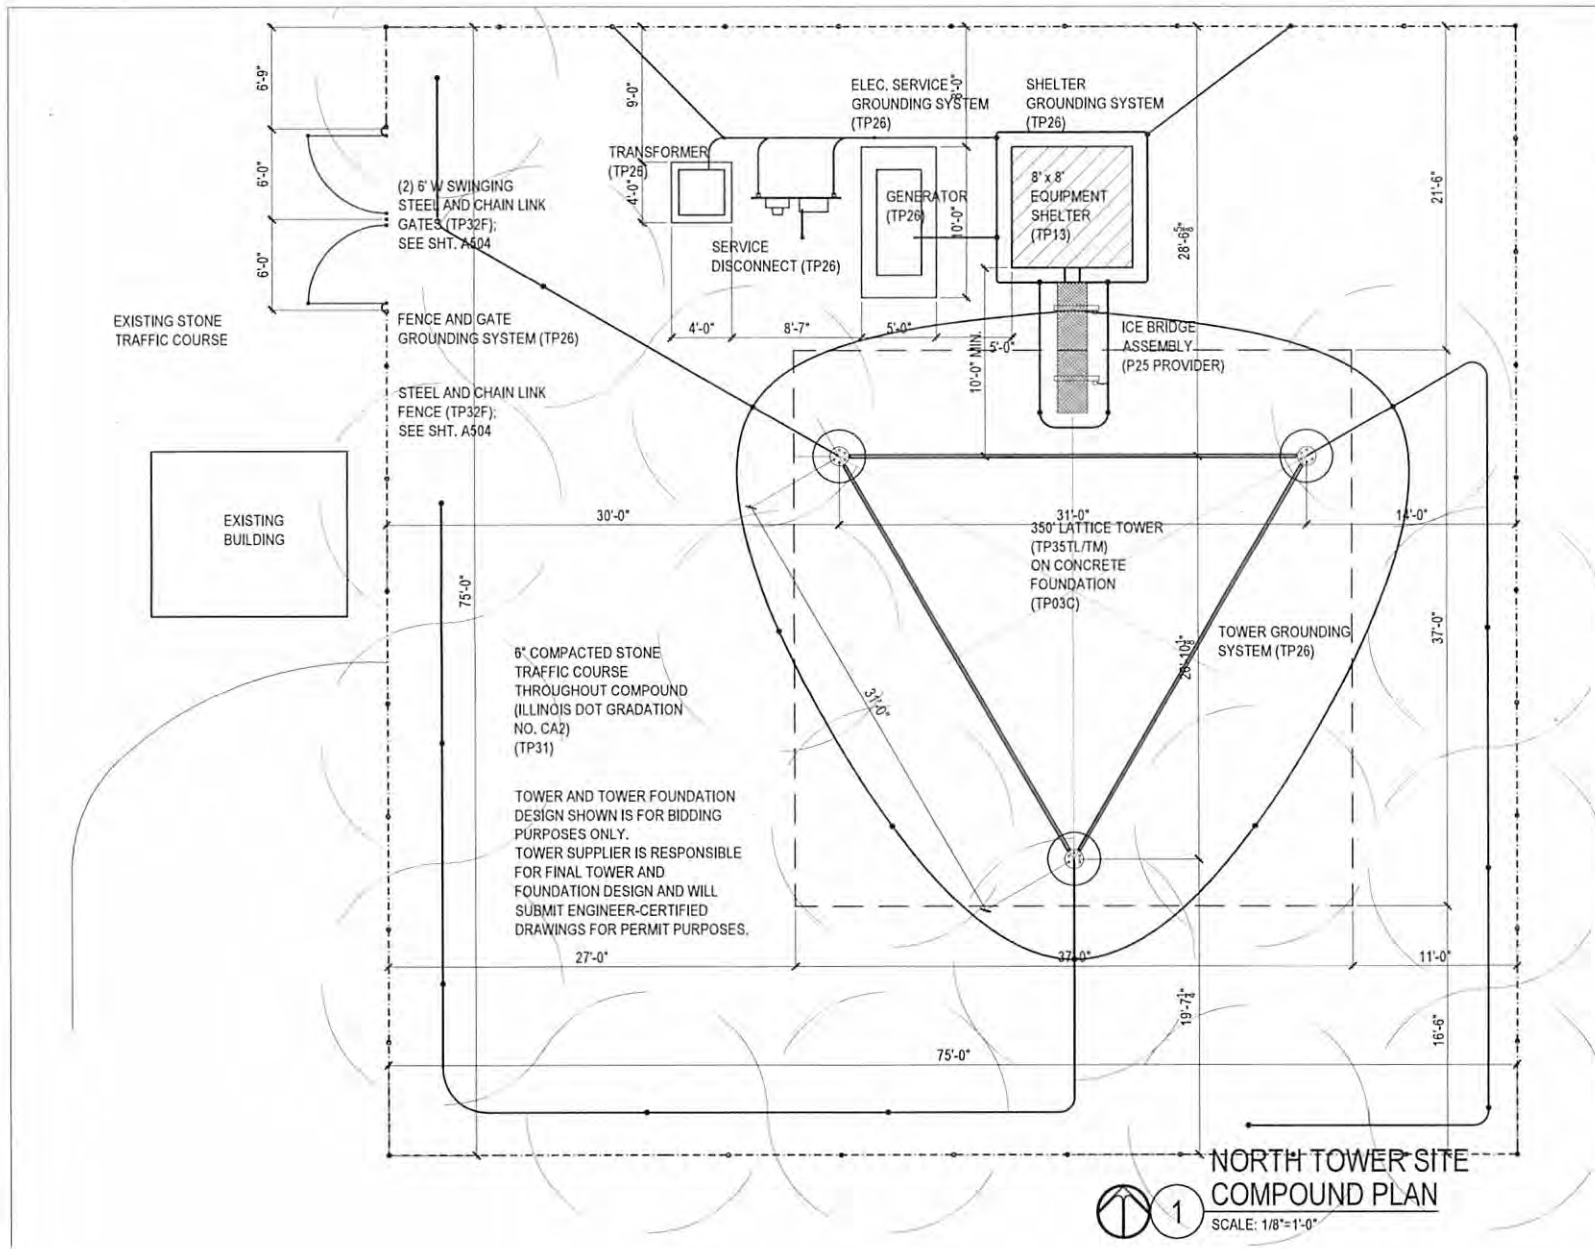 6'-9"
6'-0"
6'-0"
9'-0"
4'-0"
8'-0"
ELEC. SERVICE
GROUNDING SYSTEM
(TP26)
SHELTER
GROUNDING SYSTEM
(TP26)
TRANSFORMER
(TP26)
(2) 6' W SWINGING
STEEL AND CHAIN LINK
GATES (TP32F);
SEE SHT. A504
GENERATOR
(TP26)
10'-0"
8' x 8'
EQUIPMENT
SHELTER
(TP13)
28'-6⅝"
21'-6"
SERVICE
DISCONNECT (TP26)
EXISTING STONE
TRAFFIC COURSE
FENCE AND GATE
GROUNDING SYSTEM (TP26)
4'-0"
8'-7"
5'-0"
5'-0"
10'-0" MIN.
ICE BRIDGE
ASSEMBLY
(P25 PROVIDER)
STEEL AND CHAIN LINK
FENCE (TP32F);
SEE SHT. A504
EXISTING
BUILDING
30'-0"
31'-0"
14'-0"
350' LATTICE TOWER
(TP35TL/TM)
ON CONCRETE
FOUNDATION
(TP03C)
75'-0"
37'-0"
TOWER GROUNDING
SYSTEM (TP26)
26'-10⅛"
31'-0"
6" COMPACTED STONE
TRAFFIC COURSE
THROUGHOUT COMPOUND
(ILLINOIS DOT GRADATION
NO. CA2)
(TP31)
TOWER AND TOWER FOUNDATION
DESIGN SHOWN IS FOR BIDDING
PURPOSES ONLY.
TOWER SUPPLIER IS RESPONSIBLE
FOR FINAL TOWER AND
FOUNDATION DESIGN AND WILL
SUBMIT ENGINEER-CERTIFIED
DRAWINGS FOR PERMIT PURPOSES.
27'-0"
37'-0"
11'-0"
19'-7¼"
16'-6"
75'-0"
1
NORTH TOWER SITE
COMPOUND PLAN
SCALE: 1/8"=1'-0"